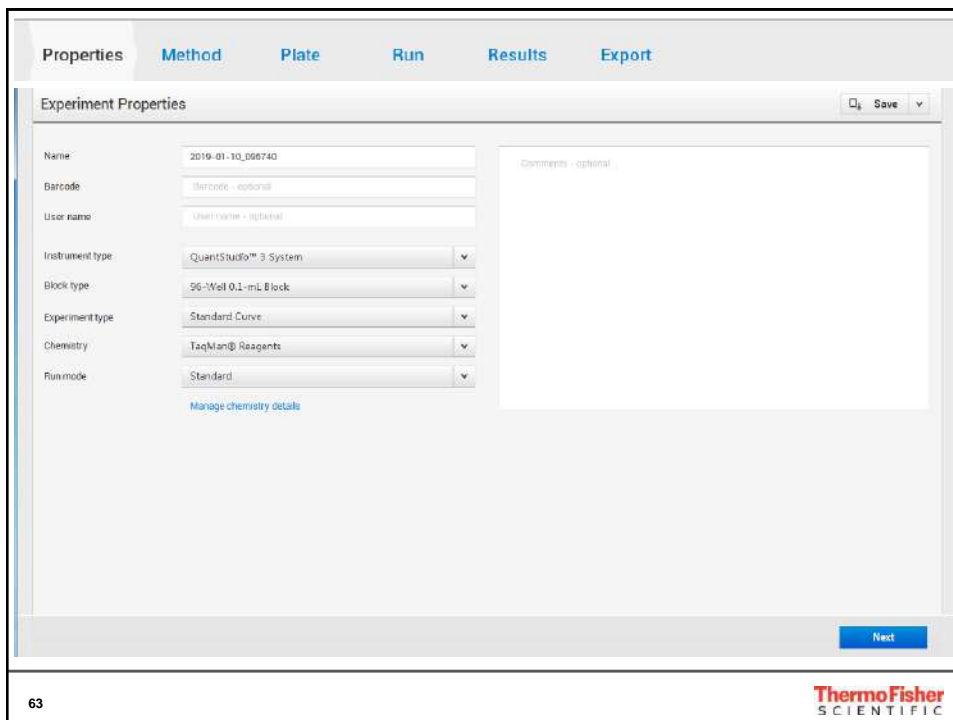 Properties Method Plate Run Results Export
Experiment Properties Save
Name 2019-01-10_096740
Comments - optional
Barcode Barcode - optional
User name User name - optional
Instrument type QuantStudio™ 3 System
Block type 96-Well 0.1-mL Block
Experiment type Standard Curve
Chemistry TaqMan® Reagents
Run mode Standard
Manage chemistry details
Next
63
ThermoFisher
SCIENTIFIC